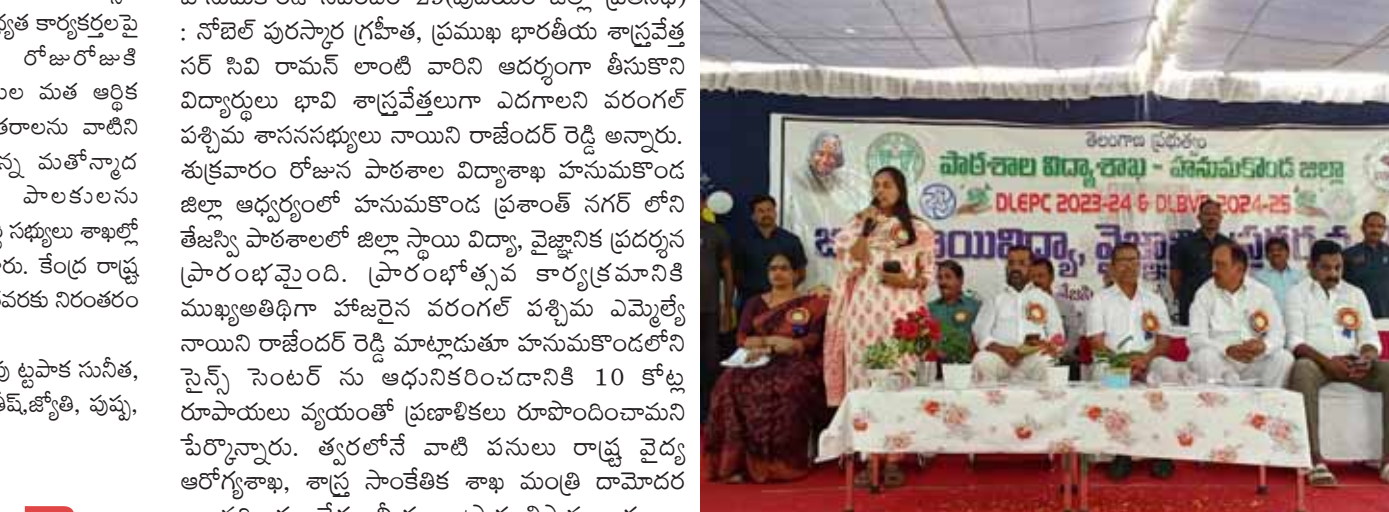 ధ్యత కార్యకర్తలపై
రోజురోజుకి
ల మత ఆర్థిక
తరాలను వాటిని
న్న మతోన్మాద
పాలకులను
సభ్యులు శాఖల్లో
రు. కేంద్ర రాష్ట్ర
వరకు నిరంతరం
ట్టపాక సునీత,
జ్యోతి, పుష్ప,
: నోబెల్ పురస్కార గ్రహీత, ప్రముఖ భారతీయ శాస్త్రవేత్త
సర్ సివి రామన్ లాంటి వారిని ఆదర్శంగా తీసుకొని
విద్యార్థులు భావి శాస్త్రవేత్తలుగా ఎదగాలని వరంగల్
పశ్చిమ శాసనసభ్యులు నాయిని రాజేందర్ రెడ్డి అన్నారు.
శుక్రవారం రోజున పాఠశాల విద్యాశాఖ హనుమకొండ
జిల్లా ఆధ్వర్యంలో హనుమకొండ ప్రశాంత్ నగర్ లోని
తేజస్వి పాఠశాలలో జిల్లా స్థాయి విద్యా, వైజ్ఞానిక ప్రదర్శన
ప్రారంభమైంది. ప్రారంభోత్సవ కార్యక్రమానికి
ముఖ్యఅతిథిగా హాజరైన వరంగల్ పశ్చిమ ఎమ్మెల్యే
నాయిని రాజేందర్ రెడ్డి మాట్లాడుతూ హనుమకొండలోని
సైన్స్ సెంటర్ ను ఆధునికరించడానికి 10 కోట్ల
రూపాయలు వ్యయంతో ప్రణాళికలు రూపొందించామని
పేర్కొన్నారు. త్వరలోనే వాటి పనులు రాష్ట్ర వైద్య
ఆరోగ్యశాఖ, శాస్త్ర సాంకేతిక శాఖ మంత్రి దామోదర
తెలంగాణ ప్రభుత్వం
పాఠశాల విద్యాశాఖ - హనుమకొండ జిల్లా
DLEPC 2023-24 & DLBVP 2024-25
విద్యా,